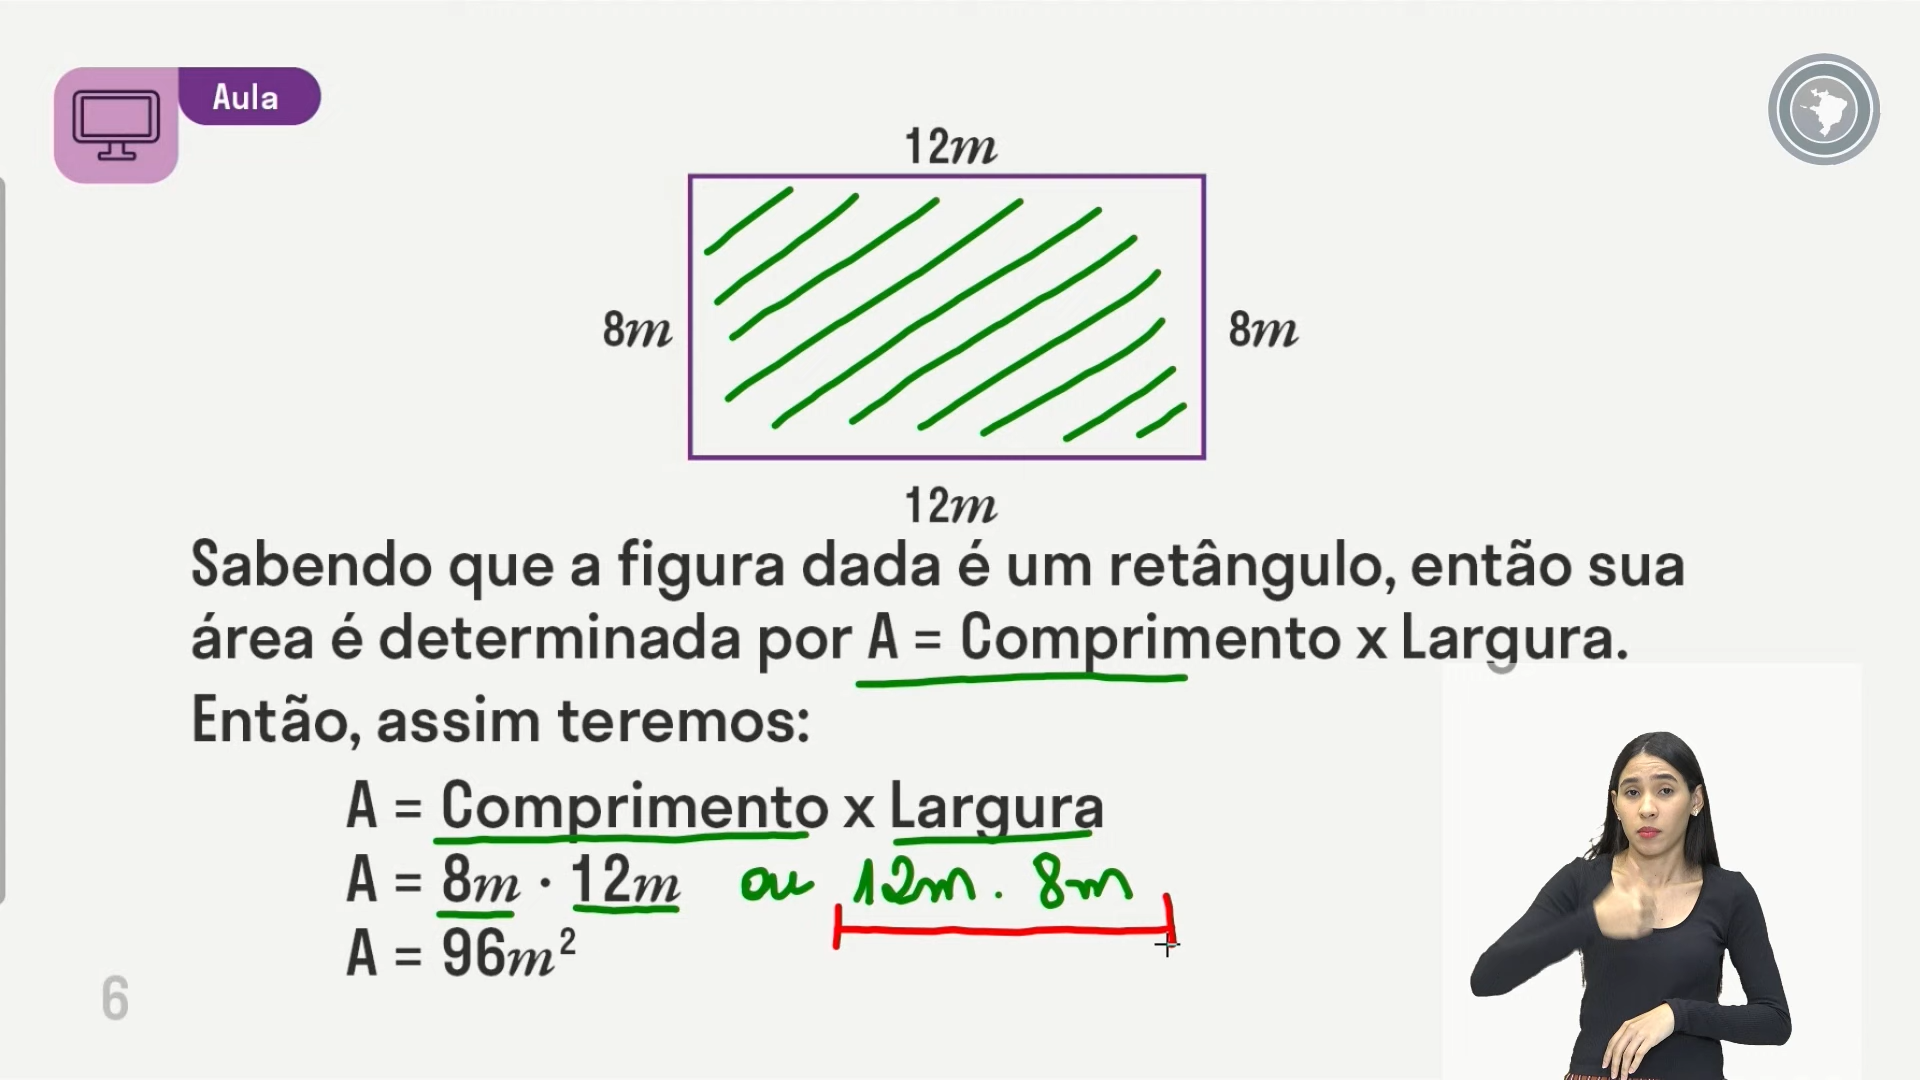 Aula
12m
8m
8m
12m
Sabendo que a figura dada é um retângulo, então sua
área é determinada por A = Comprimento x Largura.
Então, assim teremos:
A = Comprimento x Largura
A = 8m · 12m ou 12m . 8m
A = 96m²
6